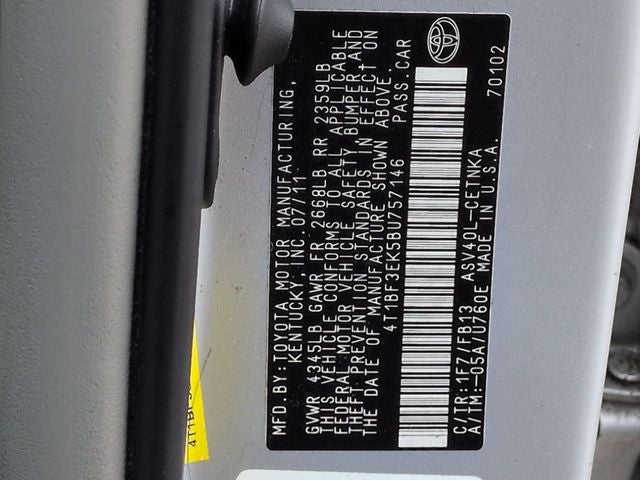 MFD.BY:TOYOTA MOTOR MANUFACTURING,
KENTUCKY, INC. 07/11
GVWR 4345LB GAWR FR 2668LB RR 2359LB
THIS VEHICLE CONFORMS TO ALL APPLICABLE
FEDERAL MOTOR VEHICLE SAFETY, BUMPER, AND
THEFT PREVENTION STANDARDS IN EFFECT ON
THE DATE OF MANUFACTURE SHOWN ABOVE.
4T1BF3EK5BU757146 PASS.CAR
C/TR:1F7/FB13 ASV40L-CETNKA
A/TM:-05A/U760E MADE IN U.S.A.
70102